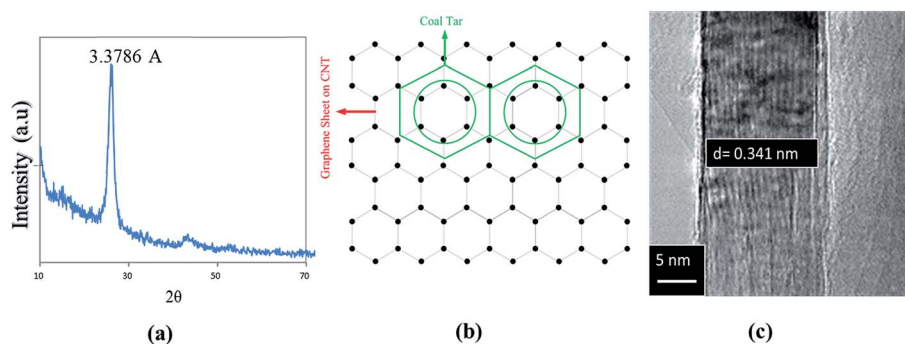 3.3786 A
Intensity (a.u)
10
30
50
70
2θ
(a)
Coal Tar
Graphene Sheet on CNT
(b)
d= 0.341 nm
5 nm
(c)